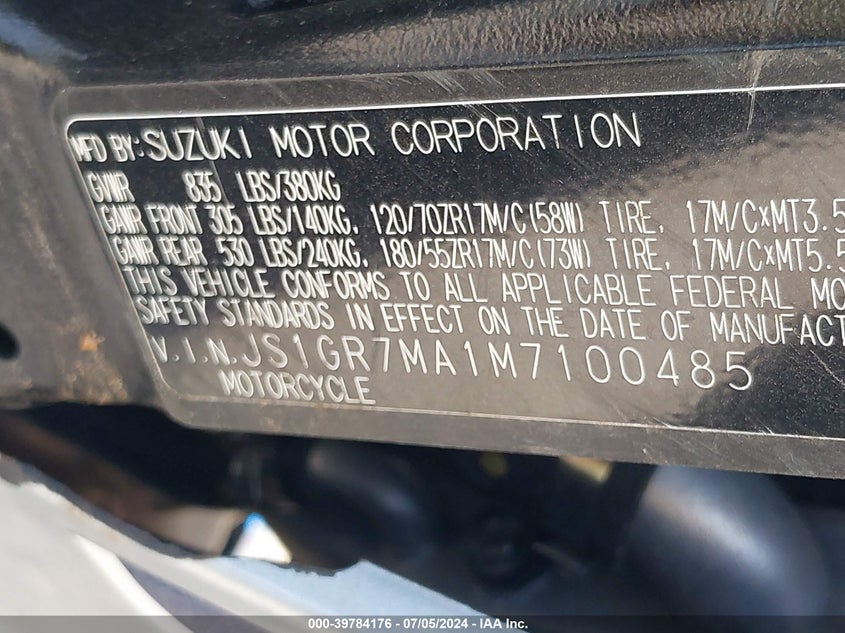 MFD BY:SUZUKI MOTOR CORPORATION
GVWR 835 LBS/380KG
GAWR FRONT 305 LBS/140KG, 120/70ZR17M/C(58W) TIRE, 17M/C×MT3.5
GAWR REAR 530 LBS/240KG, 180/55ZR17M/C(73W) TIRE, 17M/C×MT5.5
THIS VEHICLE CONFORMS TO ALL APPLICABLE FEDERAL MO
SAFETY STANDARDS IN EFFECT ON THE DATE OF MANUFACT
V.I.N.JS1GR7MA1M7100485
MOTORCYCLE
000-39784176 - 07/05/2024 - IAA Inc.